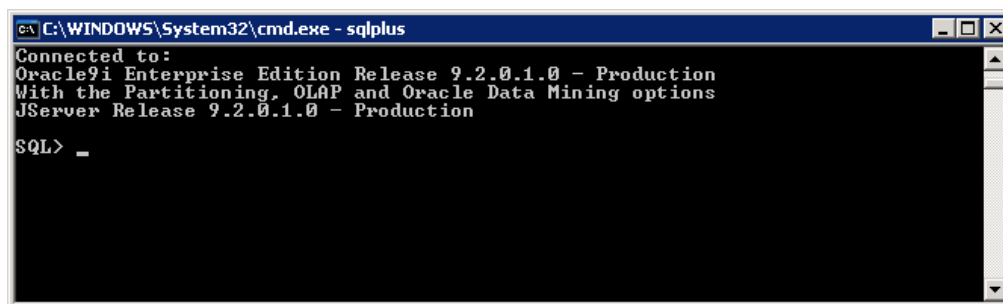 C:\WINDOWS\System32\cmd.exe - sqlplus
Connected to:
Oracle9i Enterprise Edition Release 9.2.0.1.0 - Production
With the Partitioning, OLAP and Oracle Data Mining options
JServer Release 9.2.0.1.0 - Production
SQL> _